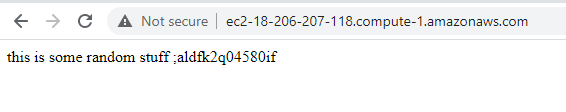 Not secure | ec2-18-206-207-118.compute-1.amazonaws.com
this is some random stuff ;aldfk2q04580if